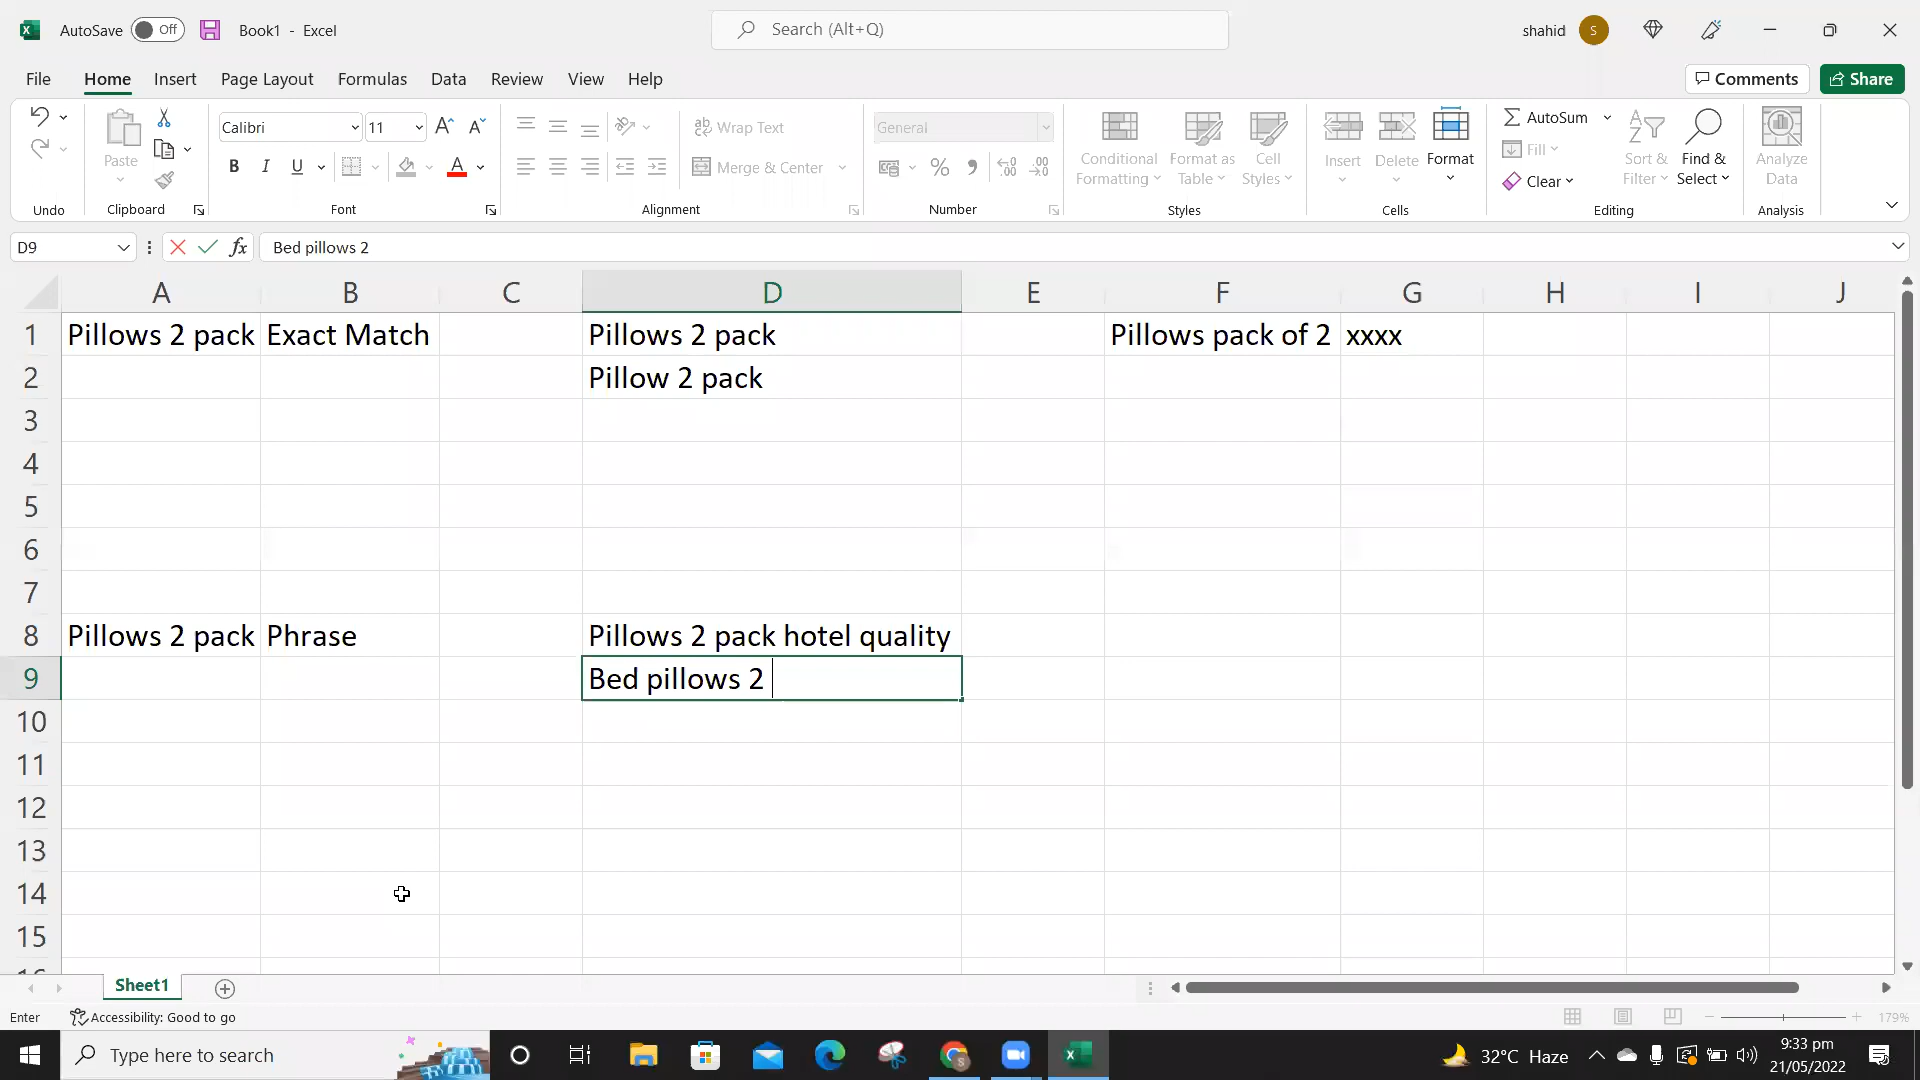 AutoSave Off Book1 - Excel Search (Alt+Q) shahid S
File Home Insert Page Layout Formulas Data Review View Help Comments Share
Calibri 11 A A ab Wrap Text General AutoSum
Paste B I U A Merge & Center % Conditional Formatting Format as Table Cell Styles Insert Delete Format Fill Clear Sort & Filter Find & Select Analyze Data
Undo Clipboard Font Alignment Number Styles Cells Editing Analysis
D9 fx Bed pillows 2
A B C D E F G H I J
1 Pillows 2 pack Exact Match Pillows 2 pack Pillows pack of 2 xxxx
2 Pillow 2 pack
3
4
5
6
7
8 Pillows 2 pack Phrase Pillows 2 pack hotel quality
9 Bed pillows 2
10
11
12
13
14
15
16
Sheet1
Enter Accessibility: Good to go 179%
Type here to search 32°C Haze 9:33 pm
21/05/2022